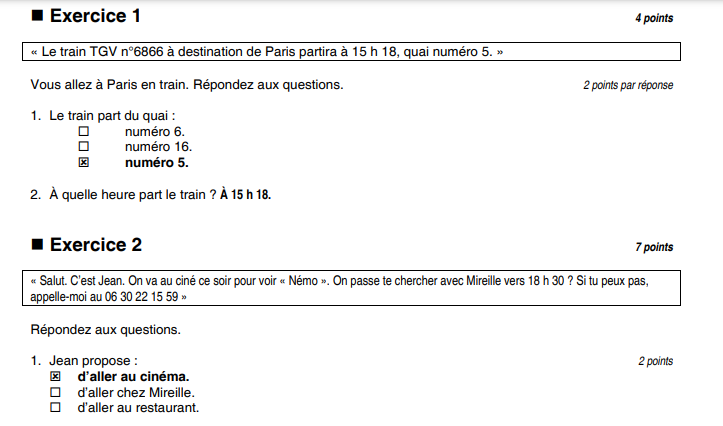 ■ Exercice 1 4 points
« Le train TGV n°6866 à destination de Paris partira à 15 h 18, quai numéro 5. »
Vous allez à Paris en train. Répondez aux questions. 2 points par réponse
1. Le train part du quai :
☐ numéro 6.
☐ numéro 16.
☒ numéro 5.
2. À quelle heure part le train ? À 15 h 18.
■ Exercice 2 7 points
« Salut. C’est Jean. On va au ciné ce soir pour voir « Némo ». On passe te chercher avec Mireille vers 18 h 30 ? Si tu peux pas,
appelle-moi au 06 30 22 15 59 »
Répondez aux questions.
1. Jean propose : 2 points
☒ d’aller au cinéma.
☐ d’aller chez Mireille.
☐ d’aller au restaurant.